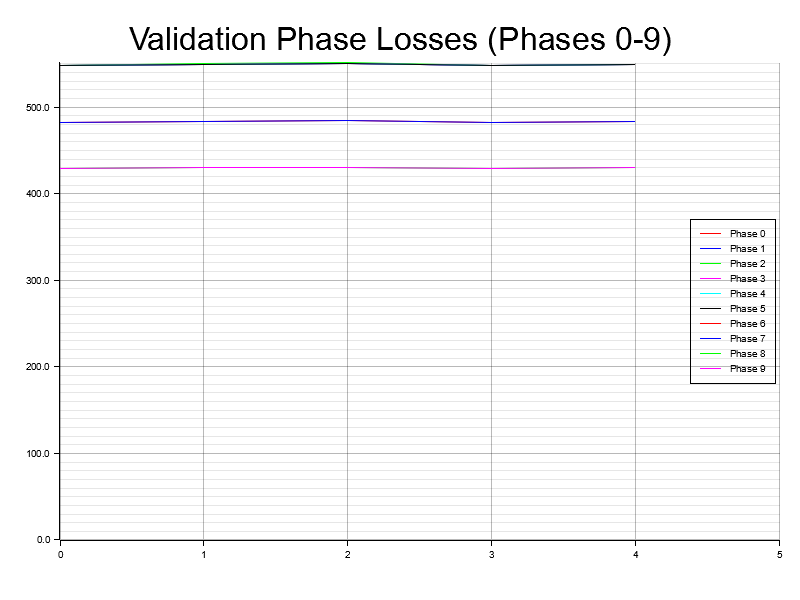 Validation Phase Losses (Phases 0-9)
500.0
400.0
300.0
200.0
100.0
0.0
0 1 2 3 4 5
Phase 0
Phase 1
Phase 2
Phase 3
Phase 4
Phase 5
Phase 6
Phase 7
Phase 8
Phase 9